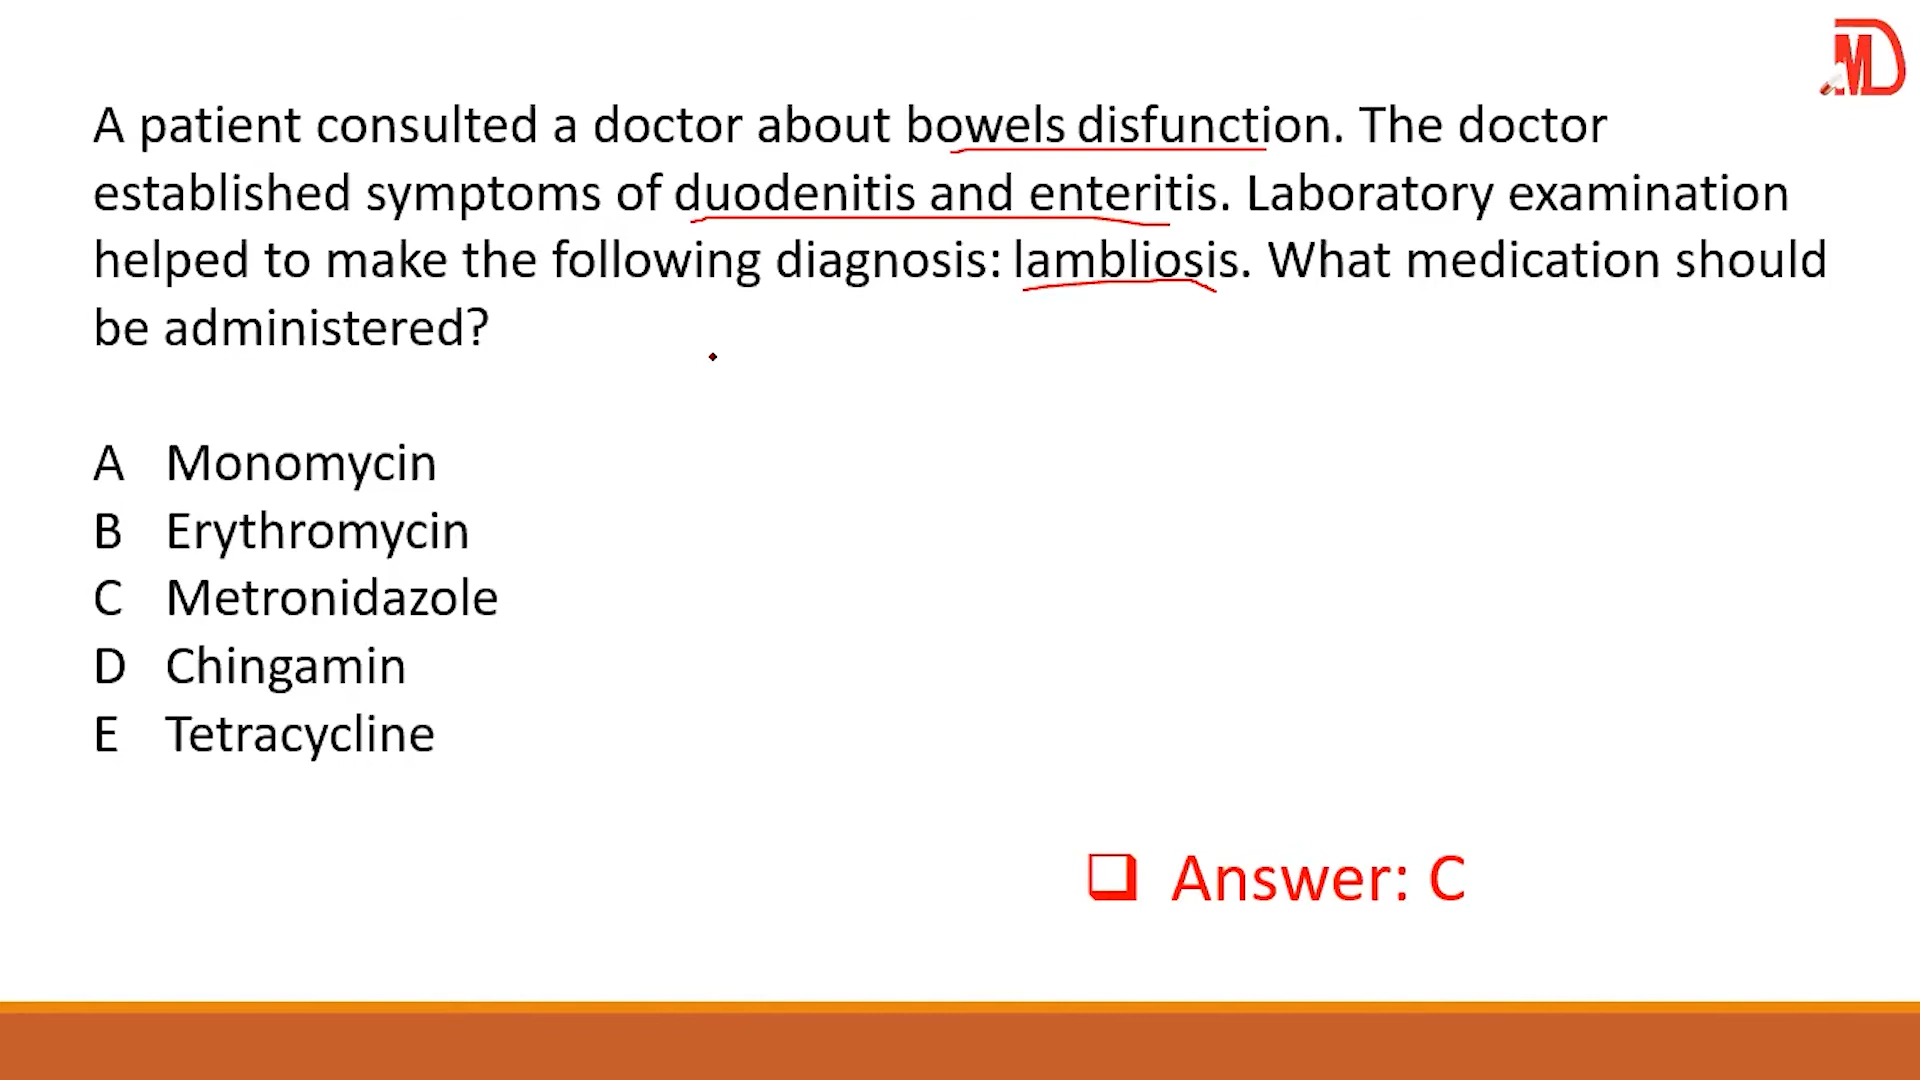 MD
A patient consulted a doctor about bowels disfunction. The doctor
established symptoms of duodenitis and enteritis. Laboratory examination
helped to make the following diagnosis: lambliosis. What medication should
be administered?
A Monomycin
B Erythromycin
C Metronidazole
D Chingamin
E Tetracycline
Answer: C